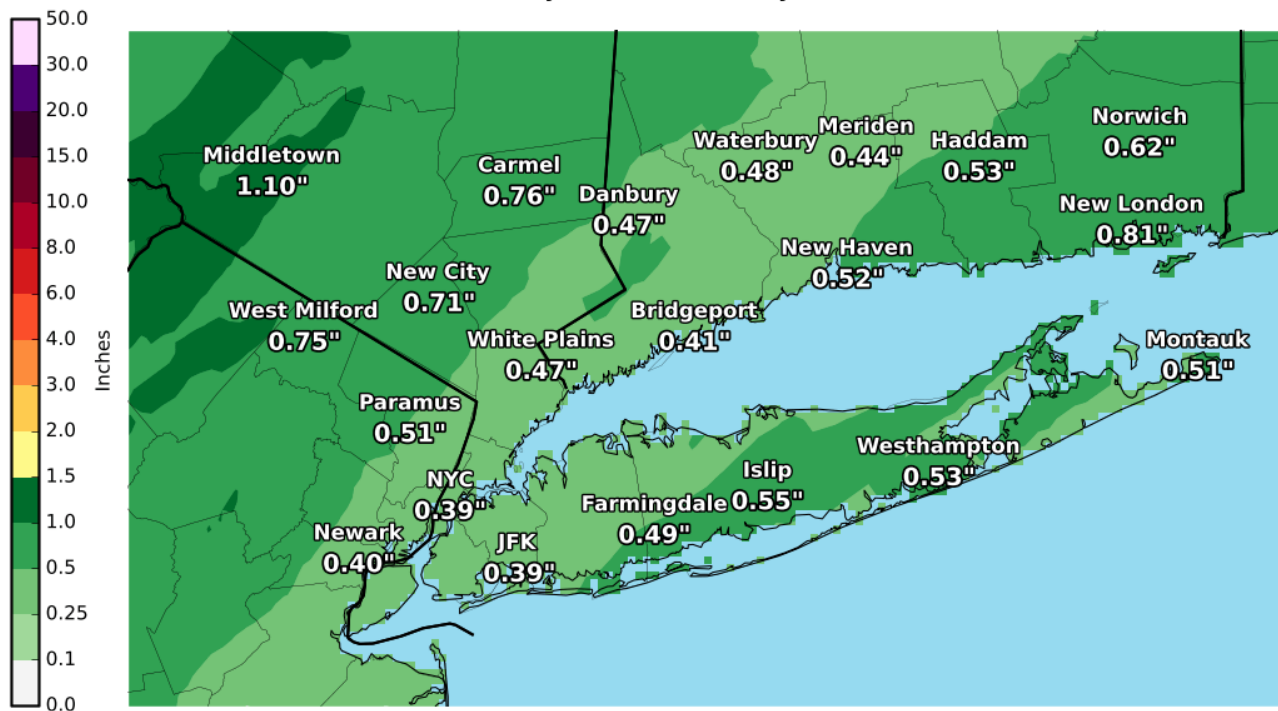 50.0
30.0
20.0
15.0
10.0
8.0
6.0
4.0
3.0
2.0
1.5
1.0
0.5
0.25
0.1
0.0
Inches
Middletown
1.10"
Carmel
0.76"
Danbury
0.47"
Waterbury
0.48"
Meriden
0.44"
Haddam
0.53"
Norwich
0.62"
New London
0.81"
New Haven
0.52"
New City
0.71"
West Milford
0.75"
White Plains
0.47"
Bridgeport
0.41"
Montauk
0.51"
Paramus
0.51"
NYC
0.39"
Newark
0.40"
JFK
0.39"
Farmingdale
0.49"
Islip
0.55"
Westhampton
0.53"